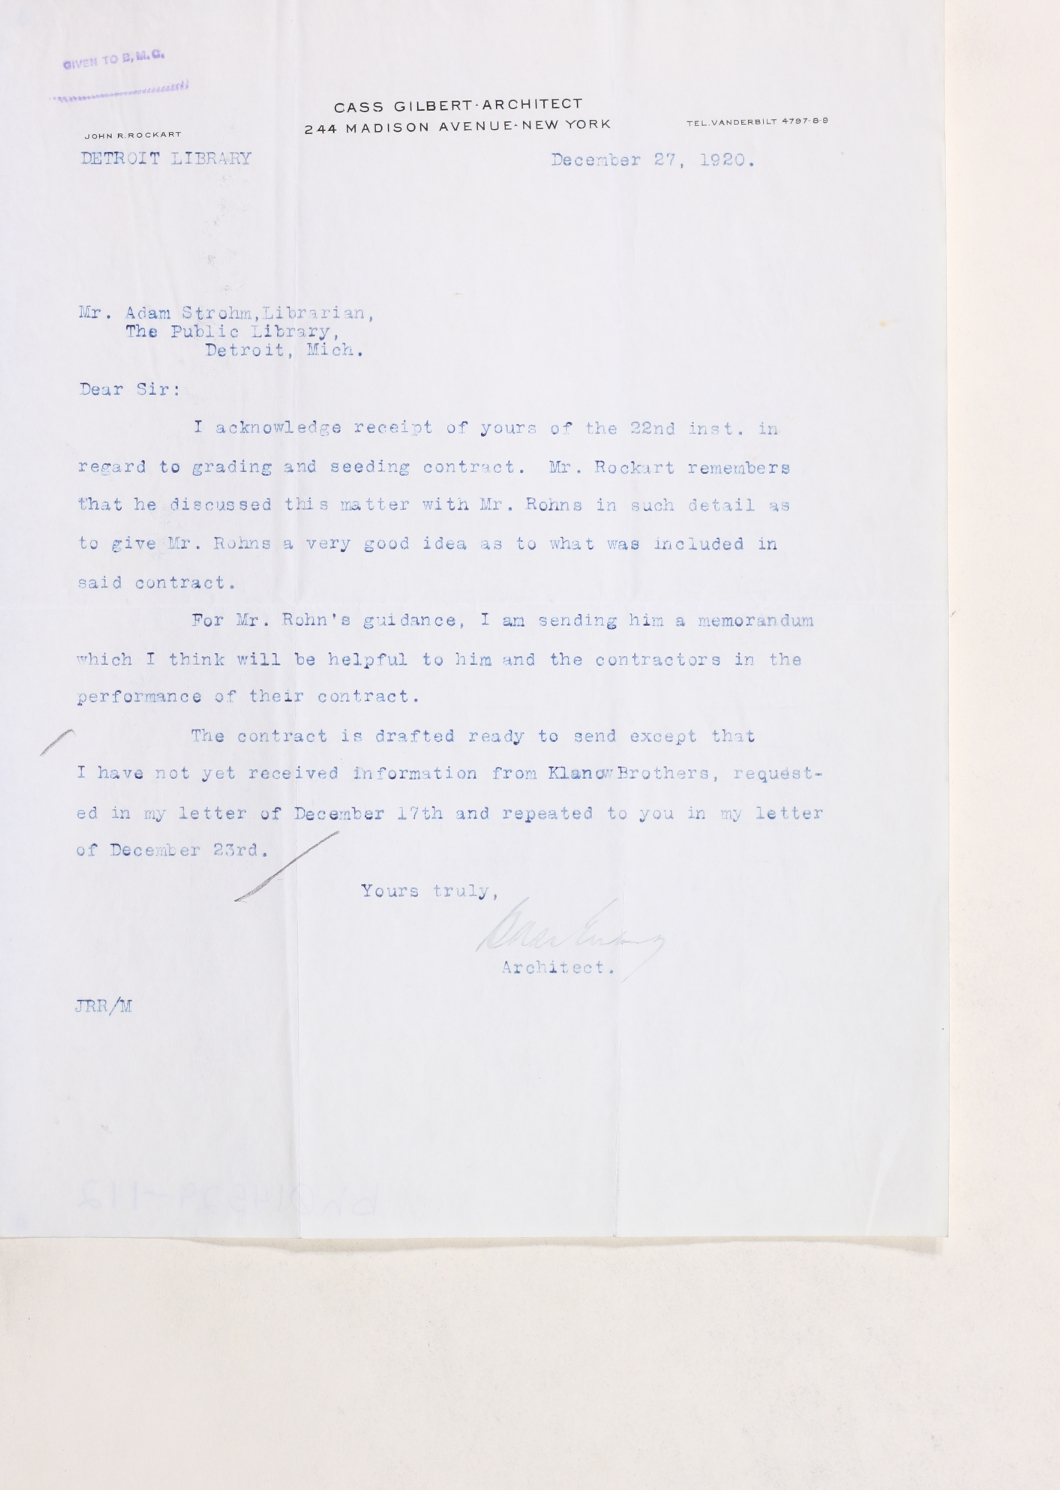 GIVEN TO B.M.C.
CASS GILBERT-ARCHITECT
244 MADISON AVENUE-NEW YORK
TEL.VANDERBILT 4797-8-9
JOHN R.ROCKART
DETROIT LIBRARY
December 27, 1920.
Mr. Adam Strohm,Librarian,
The Public Library,
Detroit, Mich.
Dear Sir:
I acknowledge receipt of yours of the 22nd inst. in
regard to grading and seeding contract. Mr. Rockart remembers
that he discussed this matter with Mr. Rohns in such detail as
to give Mr. Rohns a very good idea as to what was included in
said contract.
For Mr. Rohn's guidance, I am sending him a memorandum
which I think will be helpful to him and the contractors in the
performance of their contract.
The contract is drafted ready to send except that
I have not yet received information from Klanow Brothers, request-
ed in my letter of December 17th and repeated to you in my letter
of December 23rd.
Yours truly,
Cass Gilbert
Architect.
JRR/M